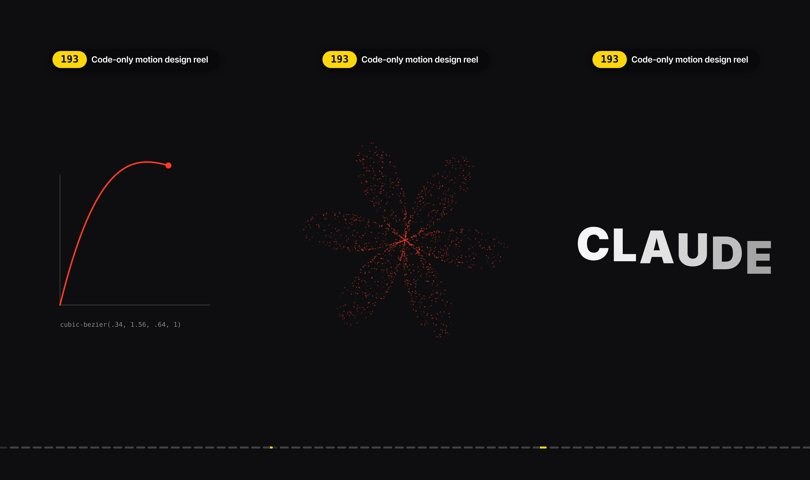 193 Code-only motion design reel
193 Code-only motion design reel
193 Code-only motion design reel
cubic-bezier(.34, 1.56, .64, 1)
CLAUDE